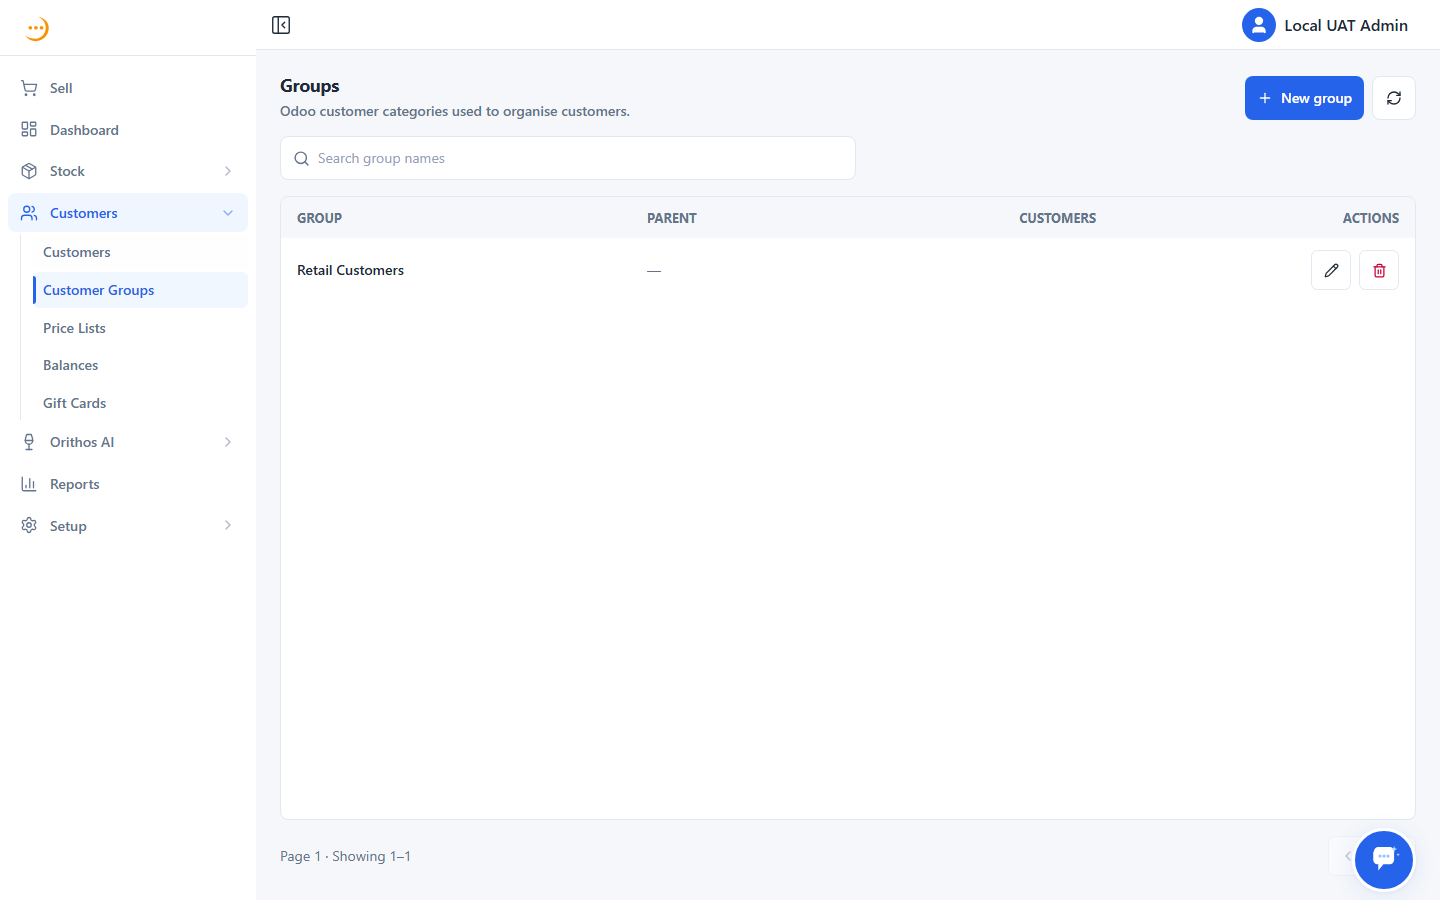 Local UAT Admin
Sell
Dashboard
Stock
Customers
Customers
Customer Groups
Price Lists
Balances
Gift Cards
Orithos AI
Reports
Setup
Groups
Odoo customer categories used to organise customers.
New group
Search group names
GROUP PARENT CUSTOMERS ACTIONS
Retail Customers —
Page 1 · Showing 1–1